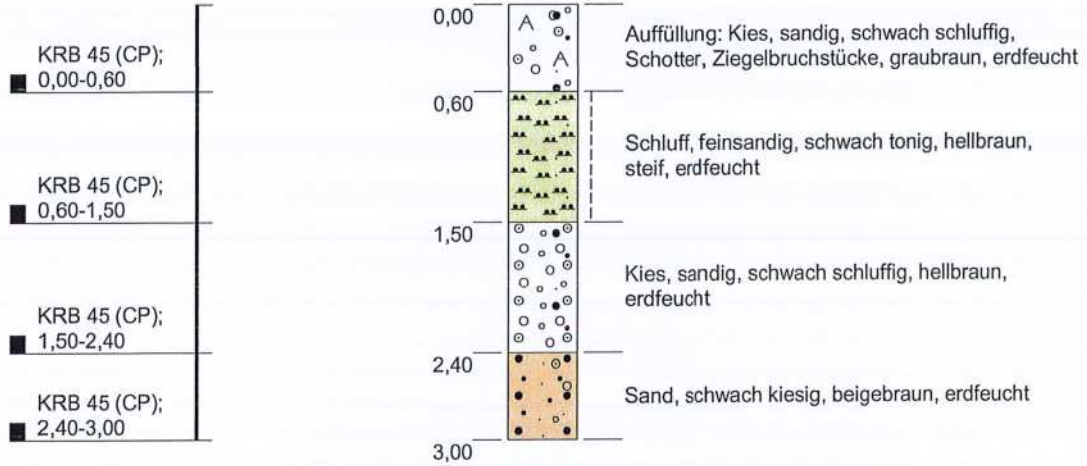 0,00
KRB 45 (CP);
0,00-0,60
A
A
Auffüllung: Kies, sandig, schwach schluffig,
Schotter, Ziegelbruchstücke, graubraun, erdfeucht
0,60
KRB 45 (CP);
0,60-1,50
Schluff, feinsandig, schwach tonig, hellbraun,
steif, erdfeucht
1,50
KRB 45 (CP);
1,50-2,40
Kies, sandig, schwach schluffig, hellbraun,
erdfeucht
2,40
KRB 45 (CP);
2,40-3,00
Sand, schwach kiesig, beigebraun, erdfeucht
3,00